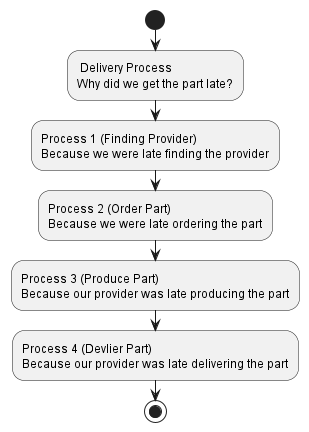 Delivery Process
Why did we get the part late?
Process 1 (Finding Provider)
Because we were late finding the provider
Process 2 (Order Part)
Because we were late ordering the part
Process 3 (Produce Part)
Because our provider was late producing the part
Process 4 (Devlier Part)
Because our provider was late delivering the part